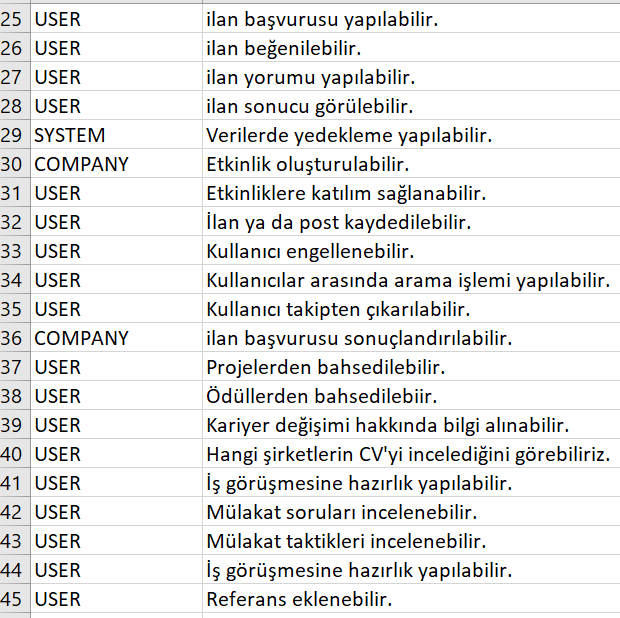 25 USER ilan başvurusu yapılabilir.
26 USER ilan beğenilebilir.
27 USER ilan yorumu yapılabilir.
28 USER ilan sonucu görülebilir.
29 SYSTEM Verilerde yedekleme yapılabilir.
30 COMPANY Etkinlik oluşturulabilir.
31 USER Etkinliklere katılım sağlanabilir.
32 USER İlan ya da post kaydedilebilir.
33 USER Kullanıcı engellenebilir.
34 USER Kullanıcılar arasında arama işlemi yapılabilir.
35 USER Kullanıcı takipten çıkarılabilir.
36 COMPANY ilan başvurusu sonuçlandırılabilir.
37 USER Projelerden bahsedilebilir.
38 USER Ödüllerden bahsedilebiir.
39 USER Kariyer değişimi hakkında bilgi alınabilir.
40 USER Hangi şirketlerin CV'yi incelediğini görebiliriz.
41 USER İş görüşmesine hazırlık yapılabilir.
42 USER Mülakat soruları incelenebilir.
43 USER Mülakat taktikleri incelenebilir.
44 USER İş görüşmesine hazırlık yapılabilir.
45 USER Referans eklenebilir.